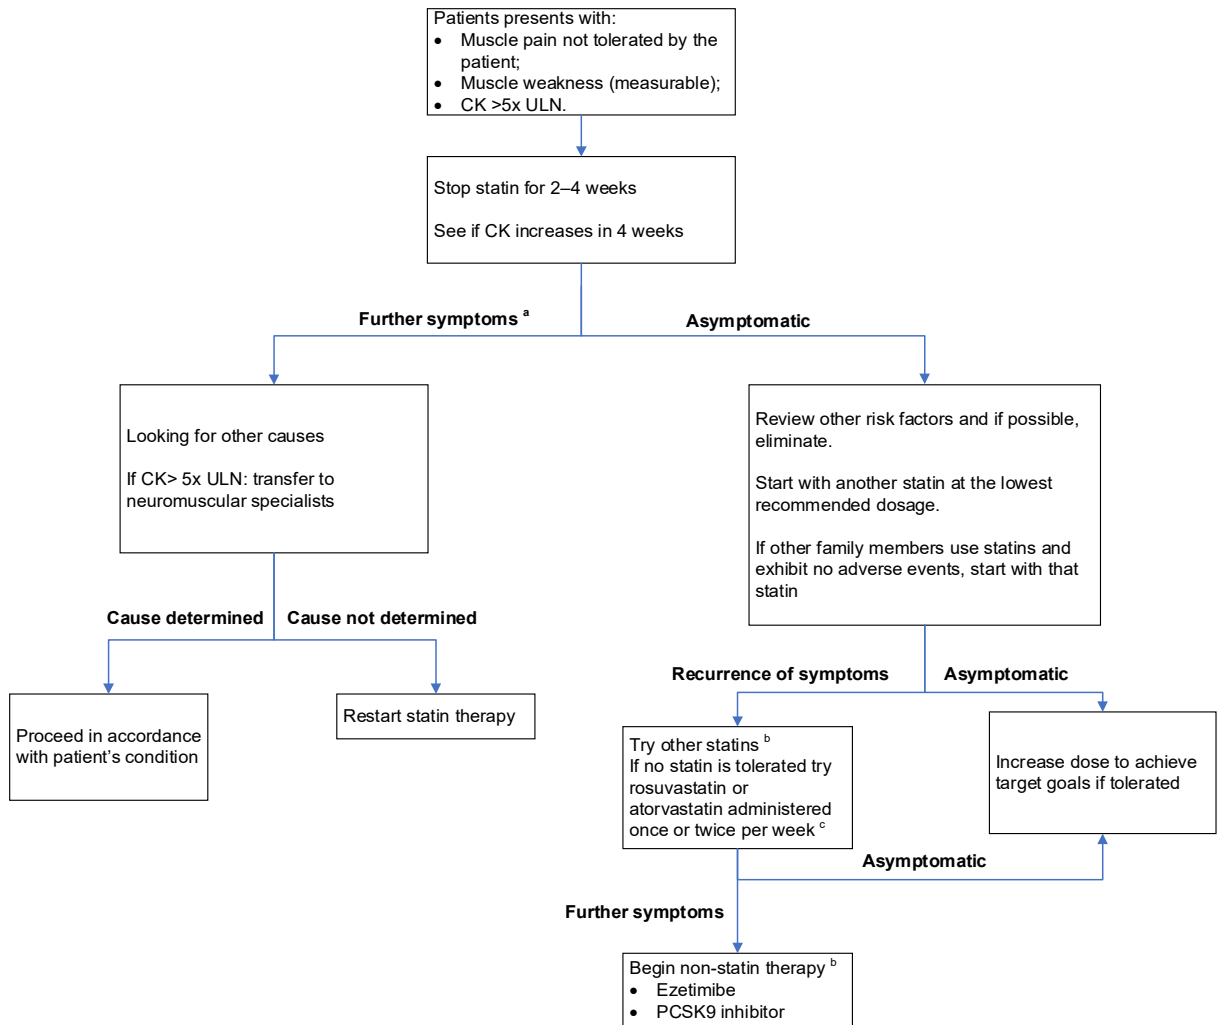 Patients presents with:
• Muscle pain not tolerated by the
patient;
• Muscle weakness (measurable);
• CK >5x ULN.
Stop statin for 2–4 weeks
See if CK increases in 4 weeks
Further symptoms a
Asymptomatic
Looking for other causes
If CK> 5x ULN: transfer to
neuromuscular specialists
Review other risk factors and if possible,
eliminate.
Start with another statin at the lowest
recommended dosage.
If other family members use statins and
exhibit no adverse events, start with that
statin
Cause determined
Cause not determined
Proceed in accordance
with patient’s condition
Restart statin therapy
Recurrence of symptoms
Asymptomatic
Try other statins b
If no statin is tolerated try
rosuvastatin or
atorvastatin administered
once or twice per week c
Increase dose to achieve
target goals if tolerated
Asymptomatic
Further symptoms
Begin non-statin therapy b
• Ezetimibe
• PCSK9 inhibitor